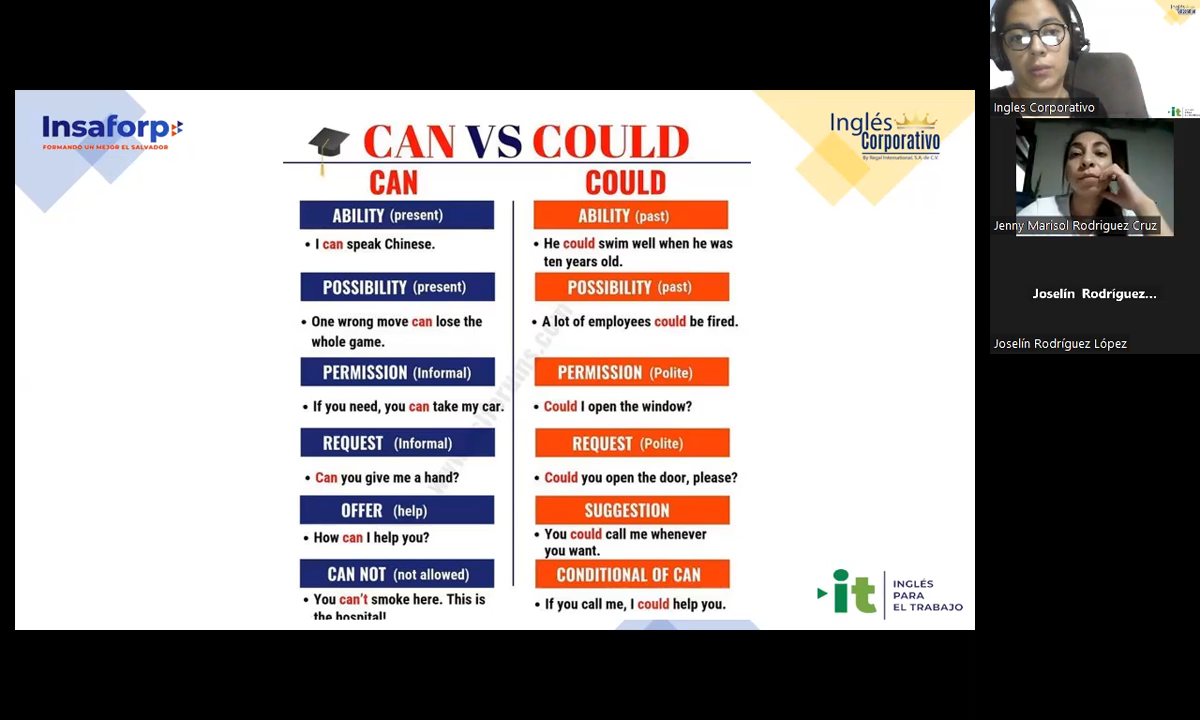 Insaforp
FORMANDO UN MEJOR EL SALVADOR
Inglés
Corporativo
By Regal International, S.A. de C.V.
CAN VS COULD
CAN
ABILITY (present)
• I can speak Chinese.
POSSIBILITY (present)
• One wrong move can lose the
whole game.
PERMISSION (Informal)
• If you need, you can take my car.
REQUEST (Informal)
• Can you give me a hand?
OFFER (help)
• How can I help you?
CAN NOT (not allowed)
• You can't smoke here. This is
the hospital!
COULD
ABILITY (past)
• He could swim well when he was
ten years old.
POSSIBILITY (past)
• A lot of employees could be fired.
PERMISSION (Polite)
• Could I open the window?
REQUEST (Polite)
• Could you open the door, please?
SUGGESTION
• You could call me whenever
you want.
CONDITIONAL OF CAN
• If you call me, I could help you.
it
INGLÉS
PARA
EL TRABAJO
Ingles Corporativo
Jenny Marisol Rodriguez Cruz
Joselín Rodríguez...
Joselín Rodríguez López